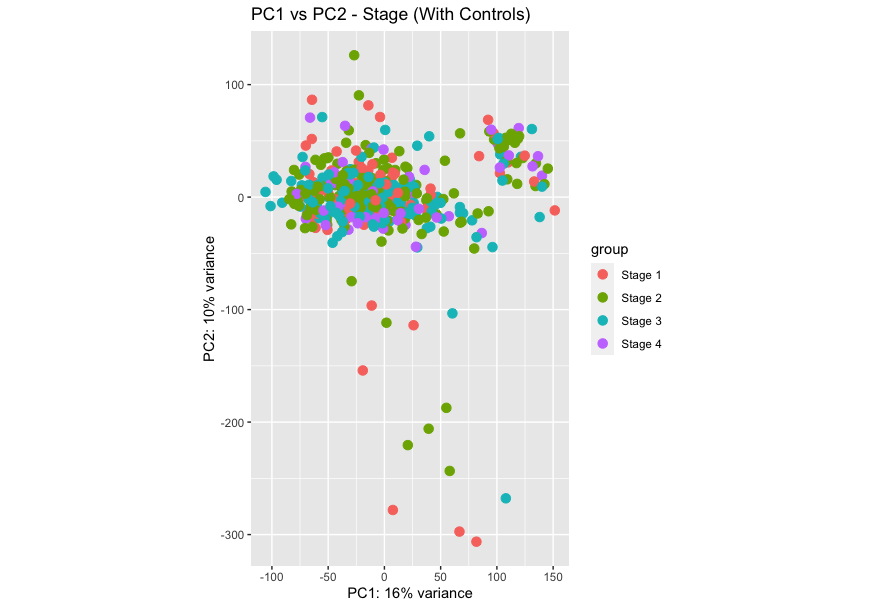 PC1 vs PC2 - Stage (With Controls)
100
0
-100
-200
-300
PC2: 10% variance
-100
-50
0
50
100
150
PC1: 16% variance
group
Stage 1
Stage 2
Stage 3
Stage 4